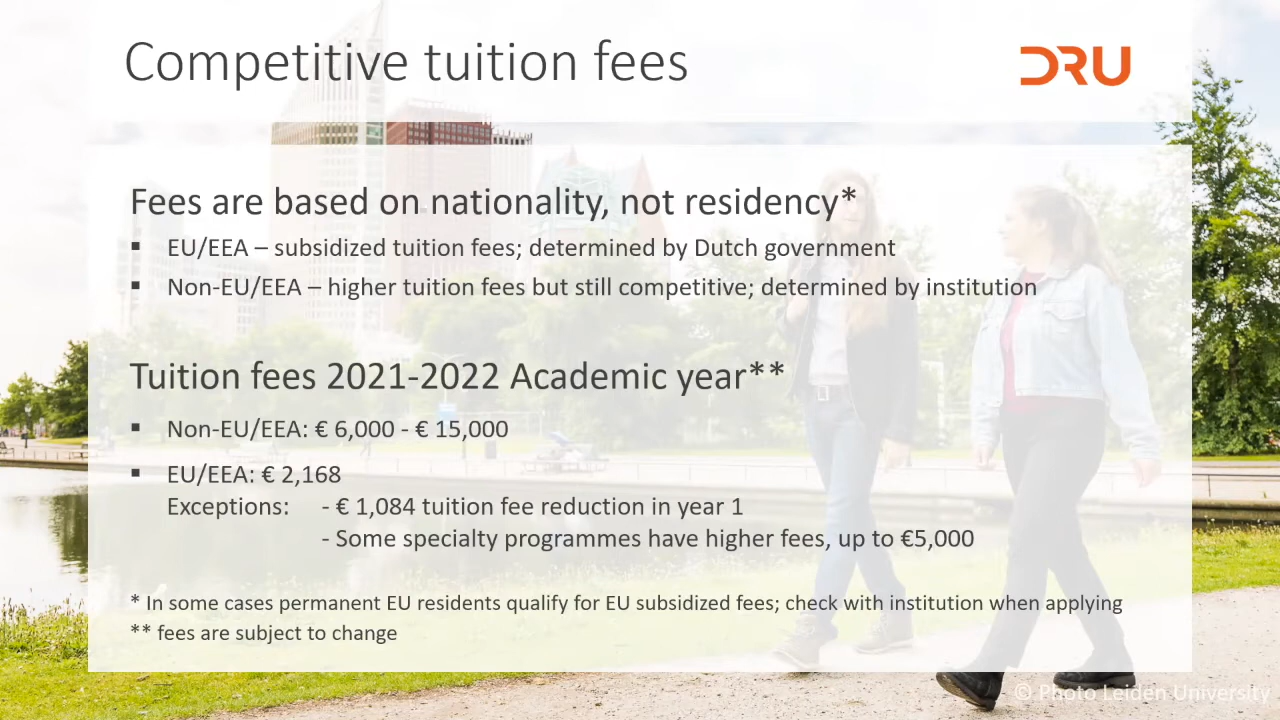 Competitive tuition fees
DRU
Fees are based on nationality, not residency*
▪ EU/EEA – subsidized tuition fees; determined by Dutch government
▪ Non-EU/EEA – higher tuition fees but still competitive; determined by institution
Tuition fees 2021-2022 Academic year**
▪ Non-EU/EEA: € 6,000 - € 15,000
▪ EU/EEA: € 2,168
Exceptions: - € 1,084 tuition fee reduction in year 1
- Some specialty programmes have higher fees, up to €5,000
* In some cases permanent EU residents qualify for EU subsidized fees; check with institution when applying
** fees are subject to change
© Photo Leiden University